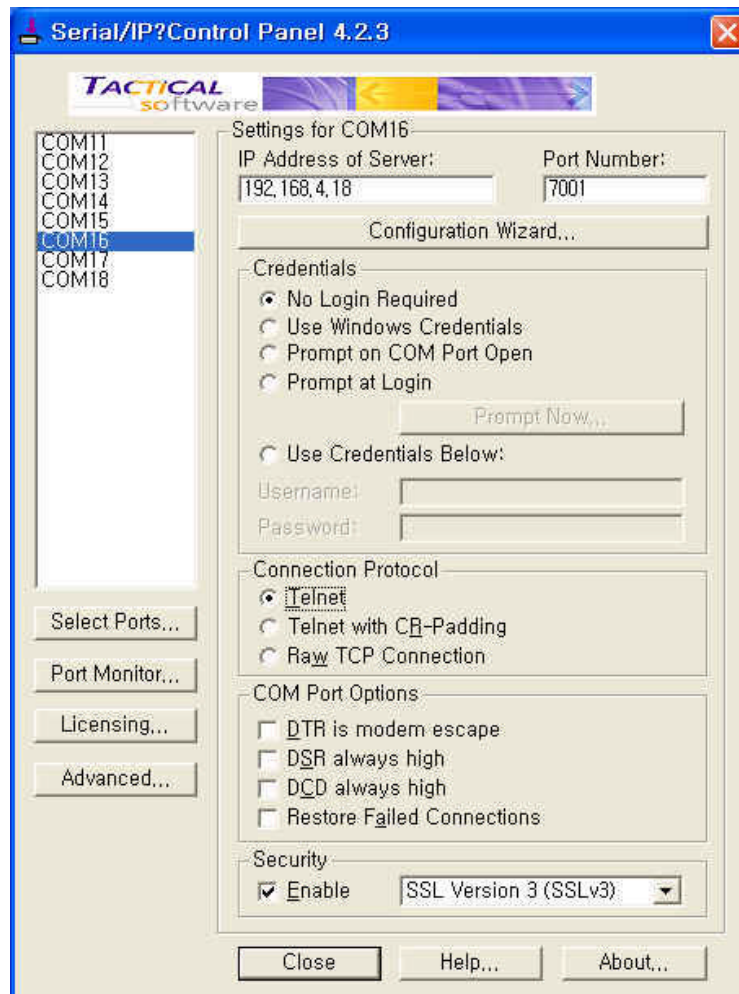 Serial/IP?Control Panel 4.2.3
TACTICAL
software
COM11
COM12
COM13
COM14
COM15
COM16
COM17
COM18
Select Ports...
Port Monitor...
Licensing...
Advanced...
Settings for COM16
IP Address of Server: Port Number:
192.168.4.18 7001
Configuration Wizard...
Credentials
No Login Required
Use Windows Credentials
Prompt on COM Port Open
Prompt at Login
Prompt Now...
Use Credentials Below:
Username:
Password:
Connection Protocol
Telnet
Telnet with CR-Padding
Raw TCP Connection
COM Port Options
DTR is modem escape
DSR always high
DCD always high
Restore Failed Connections
Security
Enable SSL Version 3 (SSLv3)
Close Help... About...